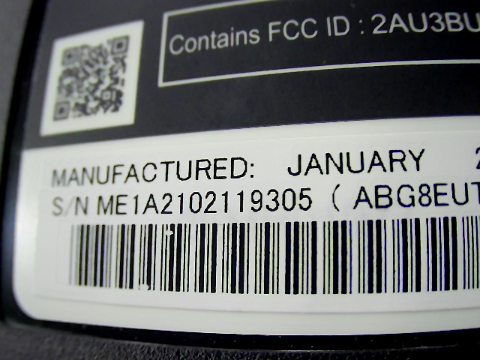 Contains FCC ID : 2AU3BU
MANUFACTURED: JANUARY 2
S/N ME1A2102119305 ( ABG8EUT